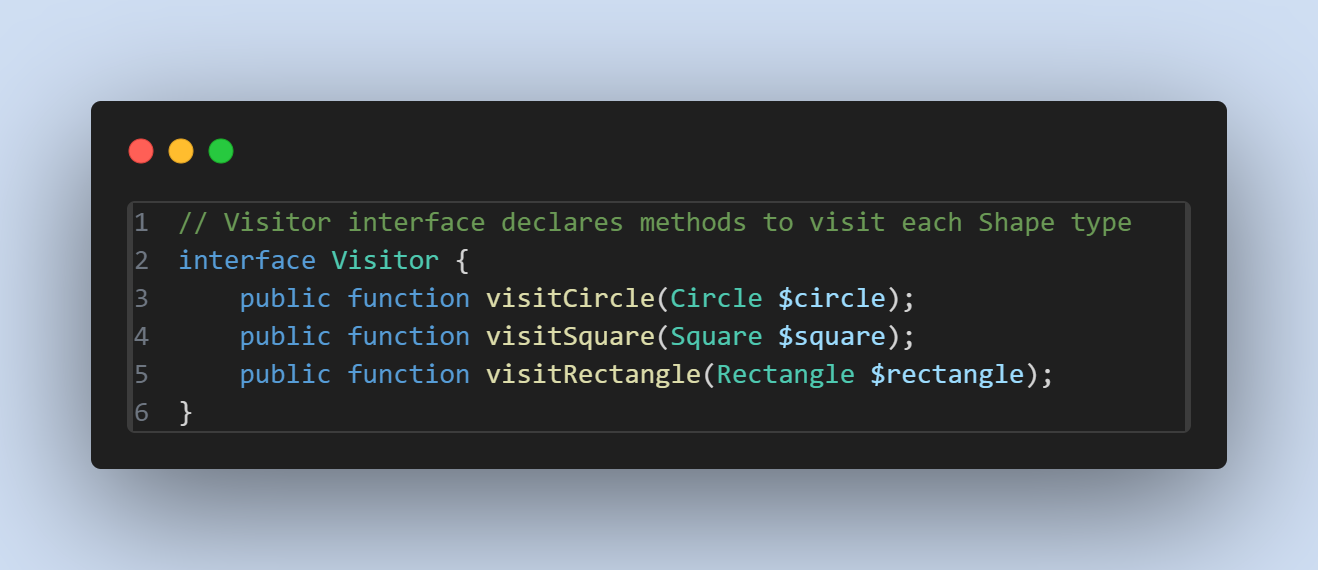 1 // Visitor interface declares methods to visit each Shape type
2 interface Visitor {
3     public function visitCircle(Circle $circle);
4     public function visitSquare(Square $square);
5     public function visitRectangle(Rectangle $rectangle);
6 }